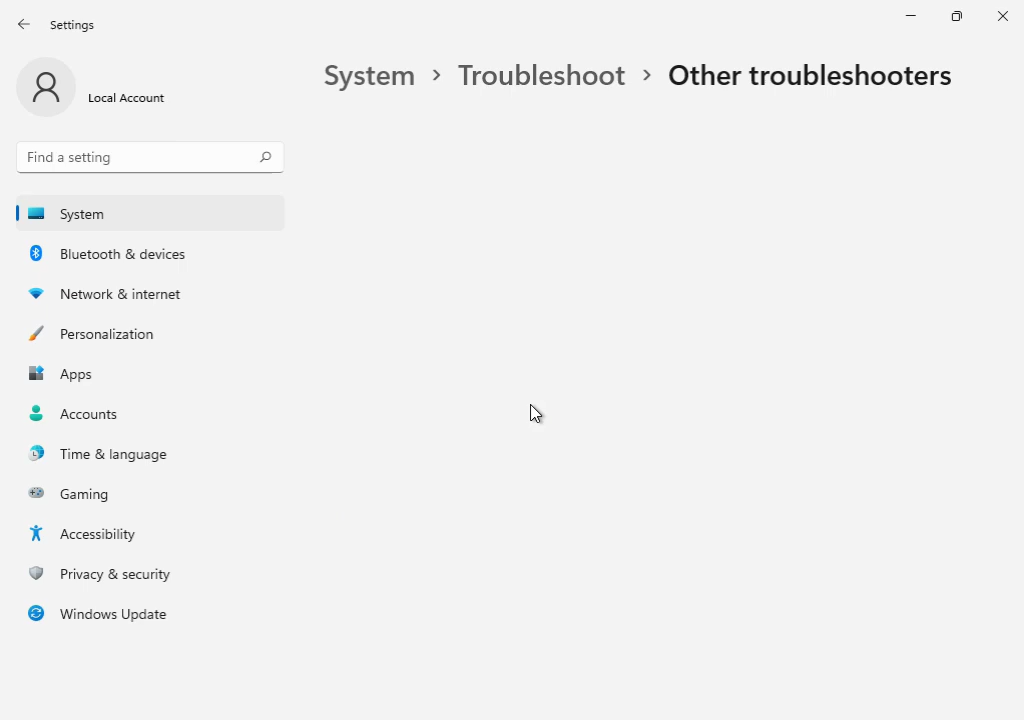 Settings
Local Account
System › Troubleshoot › Other troubleshooters
Find a setting
System
Bluetooth & devices
Network & internet
Personalization
Apps
Accounts
Time & language
Gaming
Accessibility
Privacy & security
Windows Update